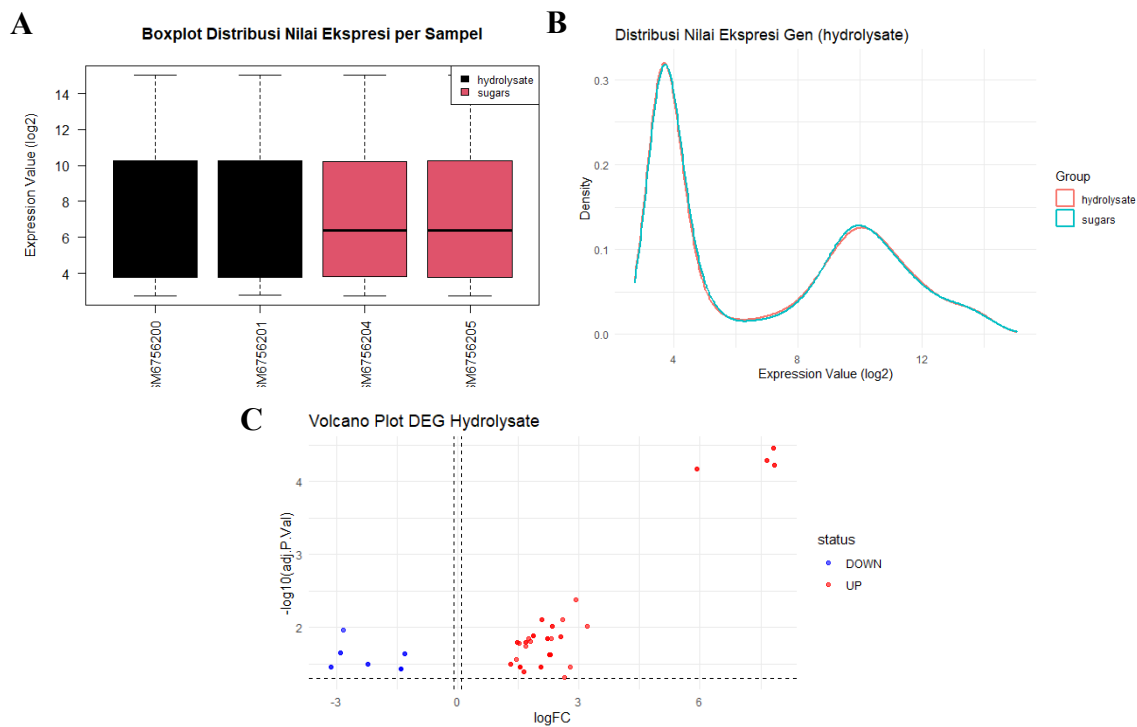 A
Boxplot Distribusi Nilai Ekspresi per Sampel
hydrolysate
sugars
Expression Value (log2)
14
12
10
8
6
4
SM6756200
SM6756201
SM6756204
SM6756205
B
Distribusi Nilai Ekspresi Gen (hydrolysate)
Density
0.3
0.2
0.1
0.0
4
8
12
Expression Value (log2)
Group
hydrolysate
sugars
C
Volcano Plot DEG Hydrolysate
-log10(adj.P.Val)
4
3
2
-3
0
3
6
logFC
status
DOWN
UP